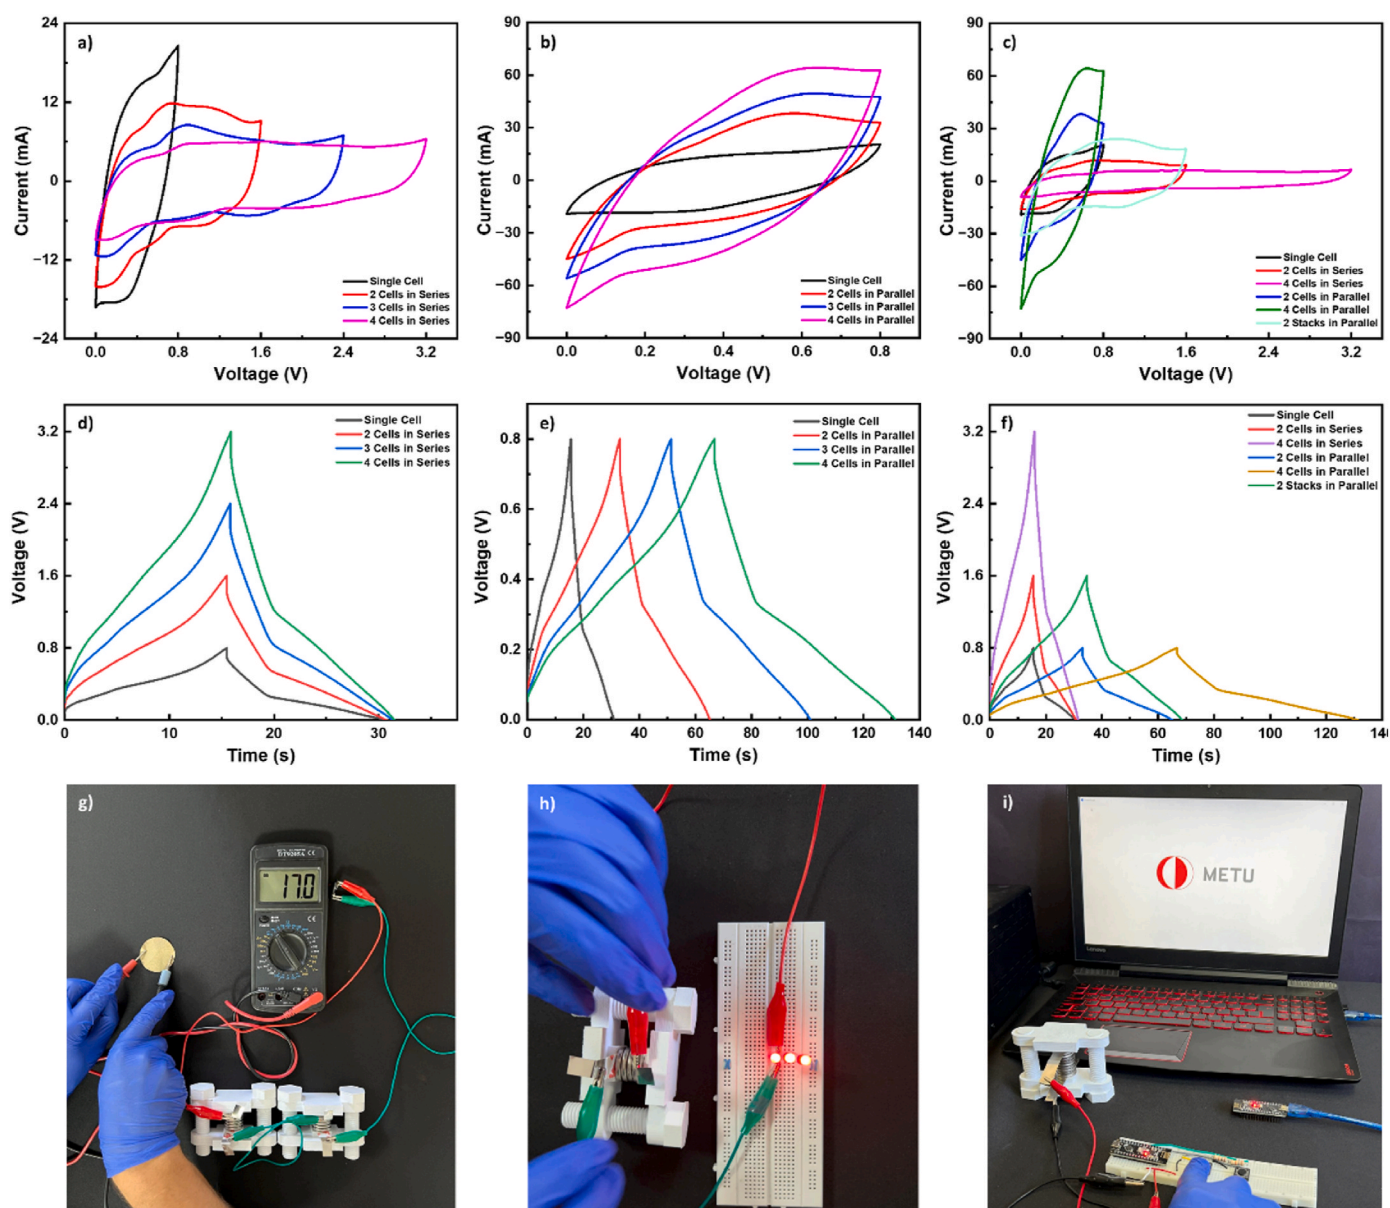 a)
24
12
0
−12
−24
Current (mA)
0.0 0.8 1.6 2.4 3.2
Voltage (V)
Single Cell
2 Cells in Series
3 Cells in Series
4 Cells in Series
b)
90
60
30
0
−30
−60
−90
Current (mA)
0.0 0.2 0.4 0.6 0.8
Voltage (V)
Single Cell
2 Cells in Parallel
3 Cells in Parallel
4 Cells in Parallel
c)
90
60
30
0
−30
−60
−90
Current (mA)
0.0 0.8 1.6 2.4 3.2
Voltage (V)
Single Cell
2 Cells in Series
4 Cells in Series
2 Cells in Parallel
4 Cells in Parallel
2 Stacks in Parallel
d)
3.2
2.4
1.6
0.8
0.0
Voltage (V)
0 10 20 30
Time (s)
Single Cell
2 Cells in Series
3 Cells in Series
4 Cells in Series
e)
0.8
0.6
0.4
0.2
0.0
Voltage (V)
0 20 40 60 80 100 120 140
Time (s)
Single Cell
2 Cells in Parallel
3 Cells in Parallel
4 Cells in Parallel
f)
3.2
2.4
1.6
0.8
0.0
Voltage (V)
0 20 40 60 80 100 120 140
Time (s)
Single Cell
2 Cells in Series
4 Cells in Series
2 Cells in Parallel
4 Cells in Parallel
2 Stacks in Parallel
g)
DT9205A CE
17.0
h)
i)
METU
Lenovo